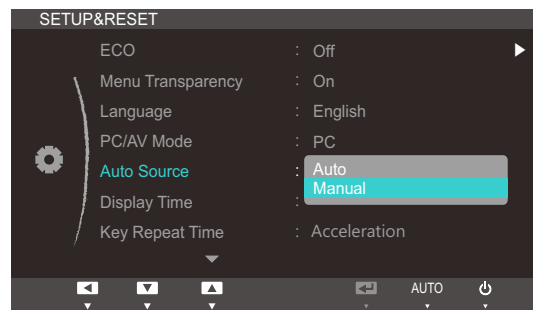 SETUP&RESET
ECO : Off
Menu Transparency : On
Language : English
PC/AV Mode : PC
Auto Source : Auto
Manual
Display Time :
Key Repeat Time : Acceleration
AUTO